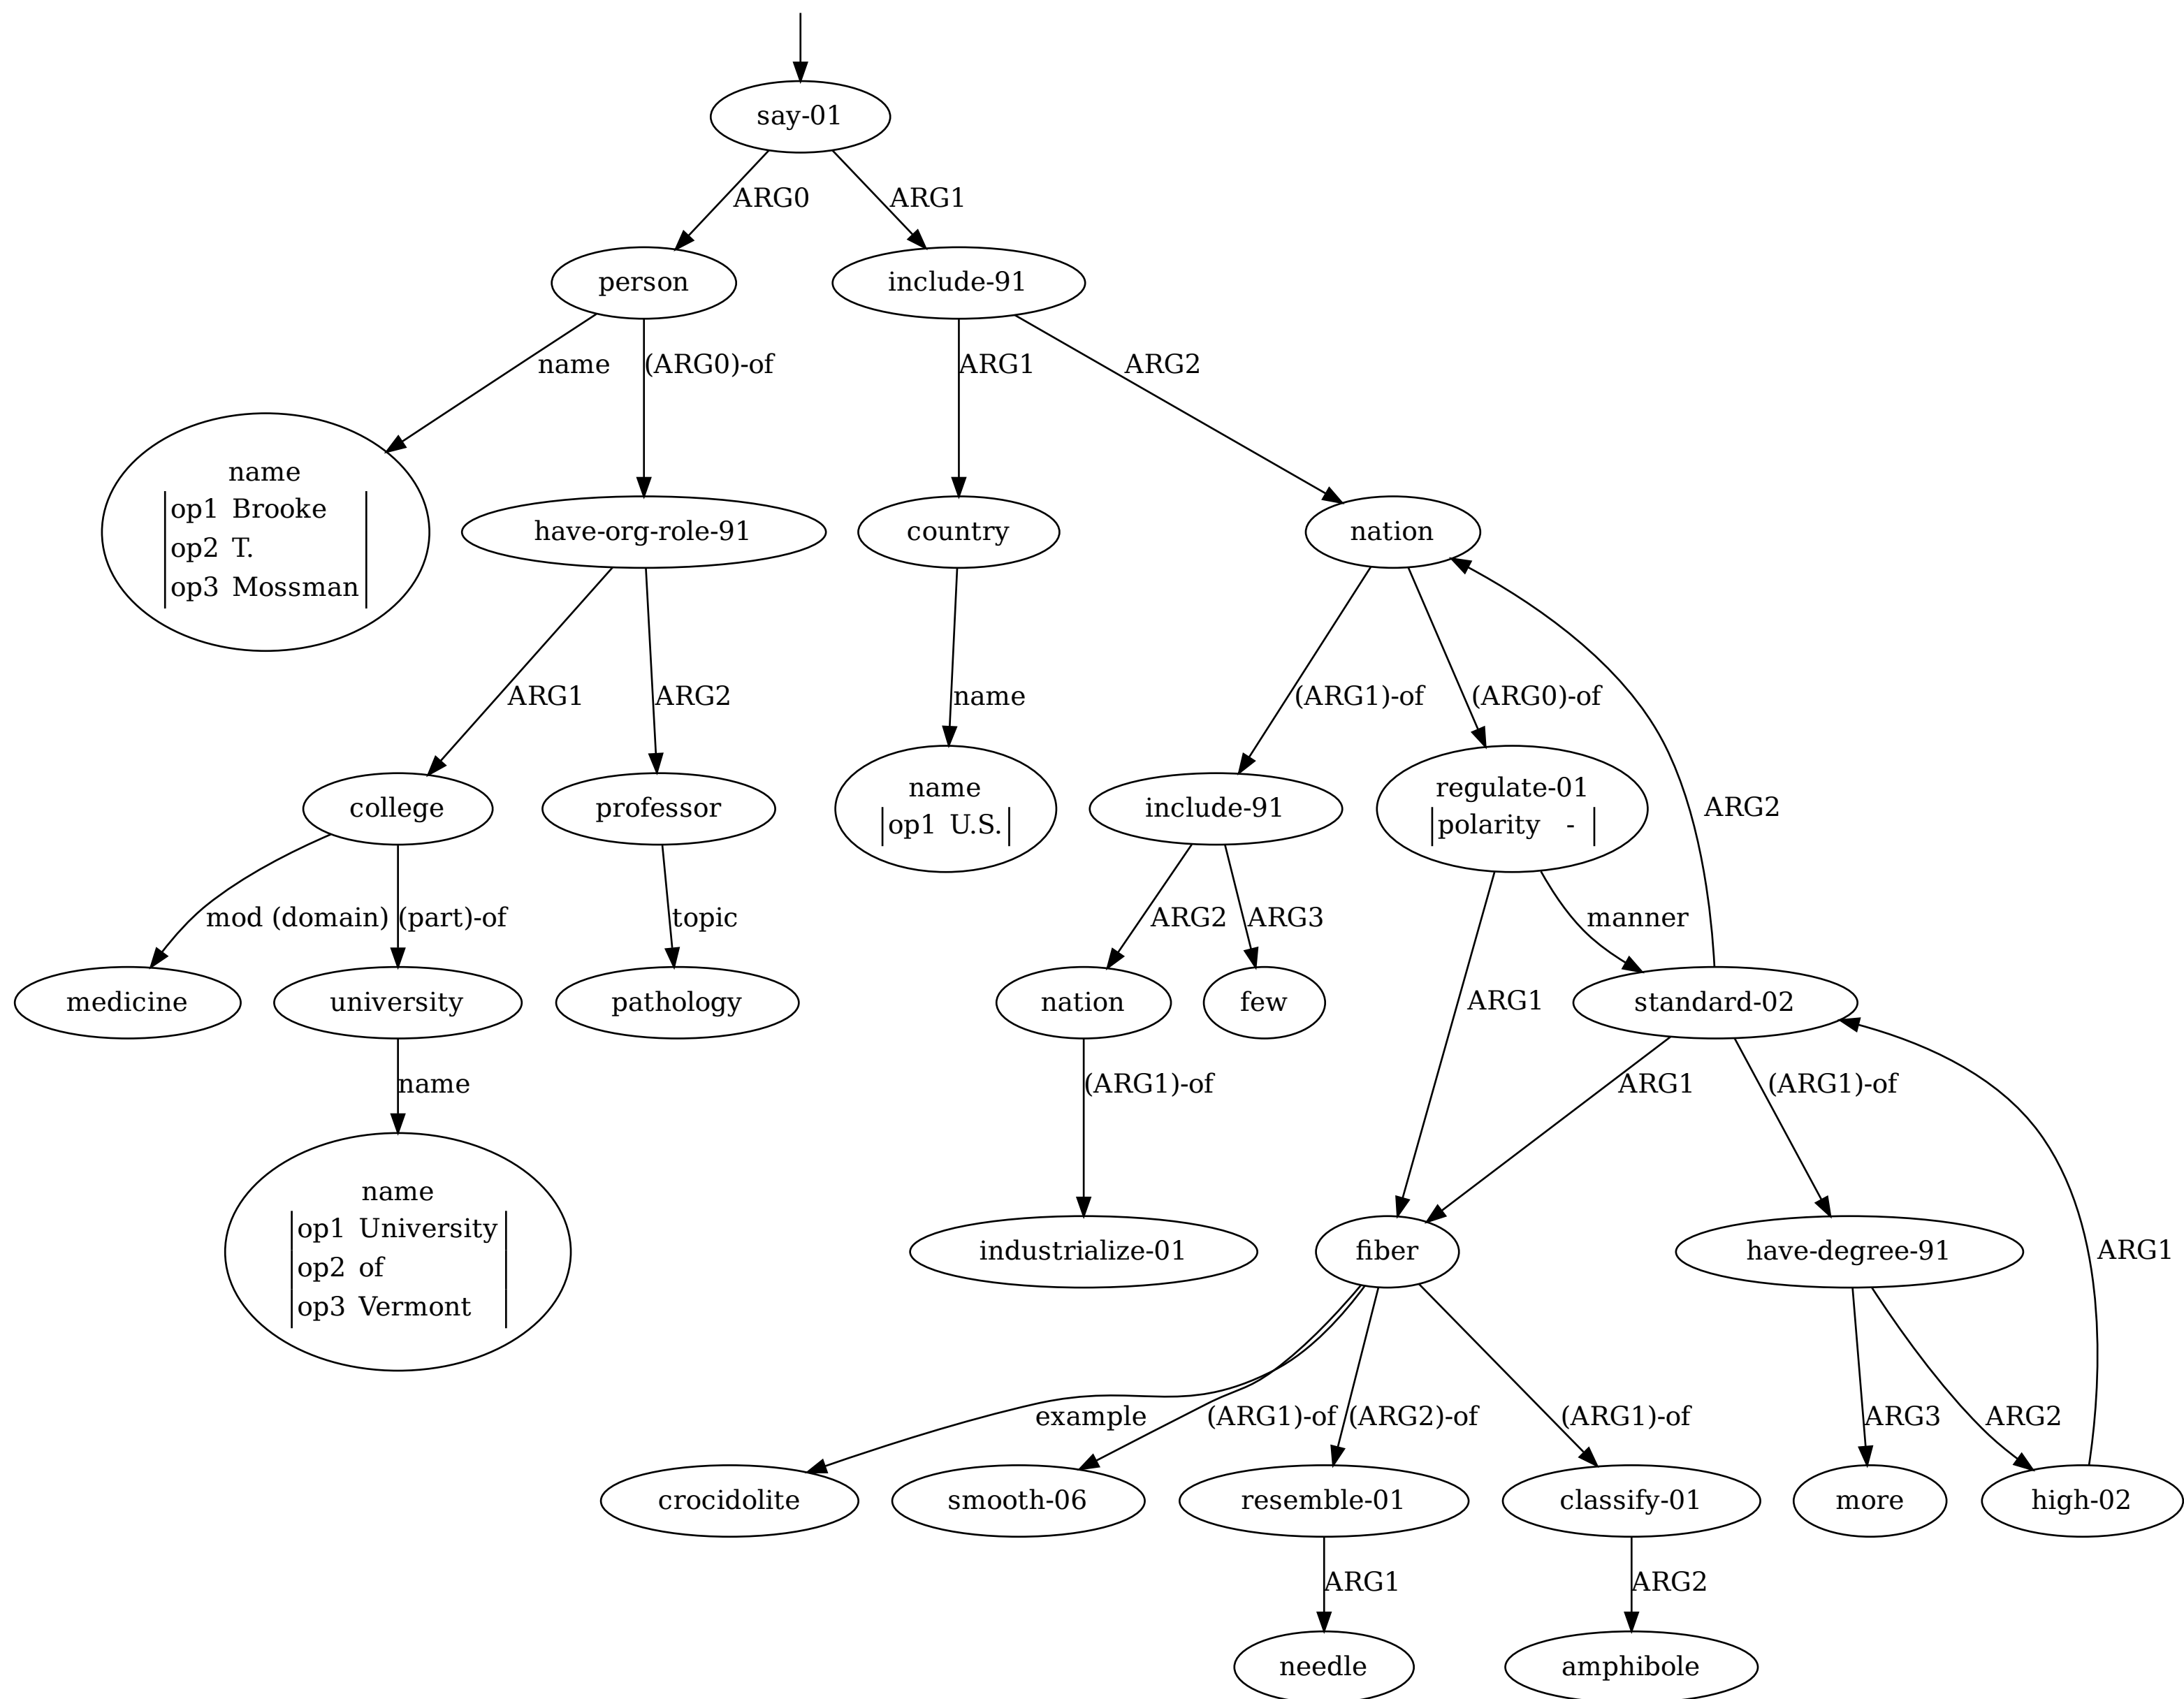 say-01
ARG0
ARG1
person
include-91
name
(ARG0)-of
ARG1
ARG2
name
op1 Brooke
op2 T.
op3 Mossman
have-org-role-91
country
nation
ARG1
ARG2
name
(ARG1)-of
(ARG0)-of
college
professor
name
op1 U.S.
include-91
regulate-01
polarity -
ARG2
mod (domain)
(part)-of
topic
ARG2
ARG3
manner
medicine
university
pathology
nation
few
ARG1
standard-02
name
(ARG1)-of
ARG1
(ARG1)-of
name
op1 University
op2 of
op3 Vermont
industrialize-01
fiber
have-degree-91
ARG1
example
(ARG1)-of
(ARG2)-of
(ARG1)-of
ARG3
ARG2
crocidolite
smooth-06
resemble-01
classify-01
more
high-02
ARG1
ARG2
needle
amphibole